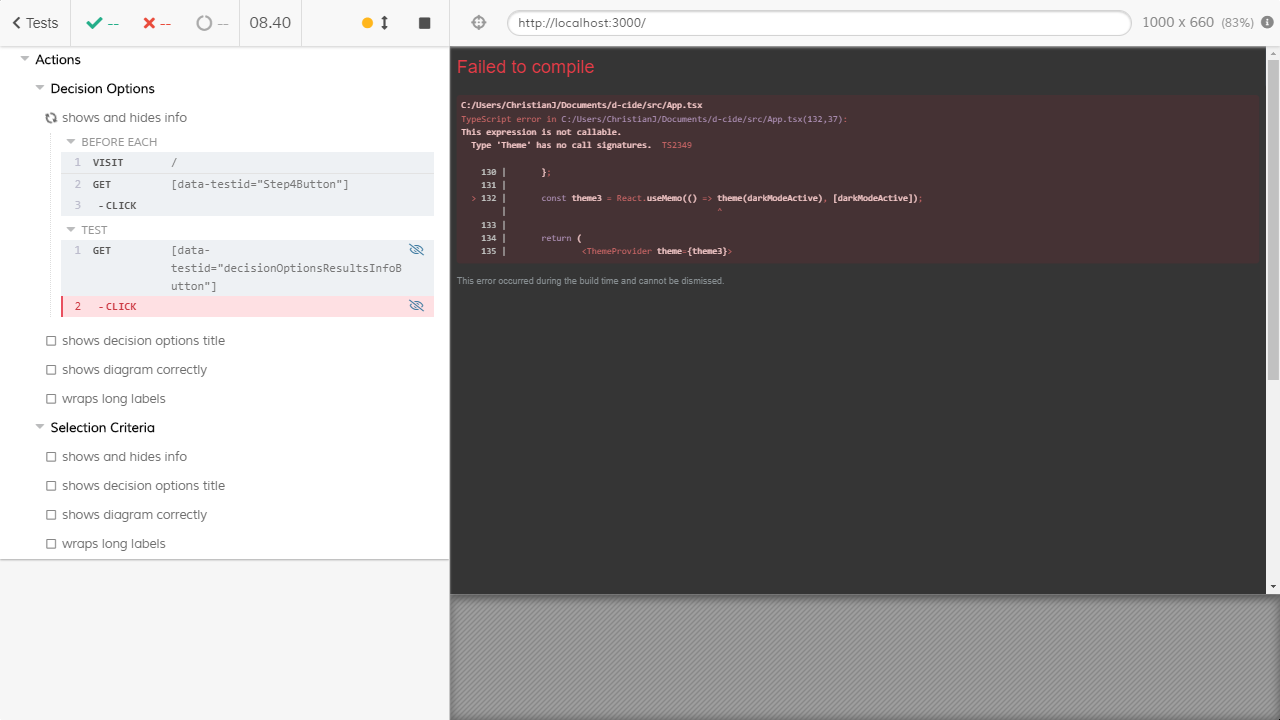 Tests
--
--
--
08.40
http://localhost:3000/
1000 x 660 (83%)
Actions
Decision Options
shows and hides info
BEFORE EACH
1 VISIT /
2 GET [data-testid="Step4Button"]
3 -CLICK
TEST
1 GET [data-
testid="decisionOptionsResultsInfoB
utton"]
2 -CLICK
shows decision options title
shows diagram correctly
wraps long labels
Selection Criteria
shows and hides info
shows decision options title
shows diagram correctly
wraps long labels
Failed to compile
C:/Users/ChristianJ/Documents/d-cide/src/App.tsx
TypeScript error in C:/Users/ChristianJ/Documents/d-cide/src/App.tsx(132,37):
This expression is not callable.
Type 'Theme' has no call signatures. TS2349
130 | };
131 |
> 132 | const theme3 = React.useMemo(() => theme(darkModeActive), [darkModeActive]);
| ^
133 |
134 | return (
135 | <ThemeProvider theme={theme3}>
This error occurred during the build time and cannot be dismissed.